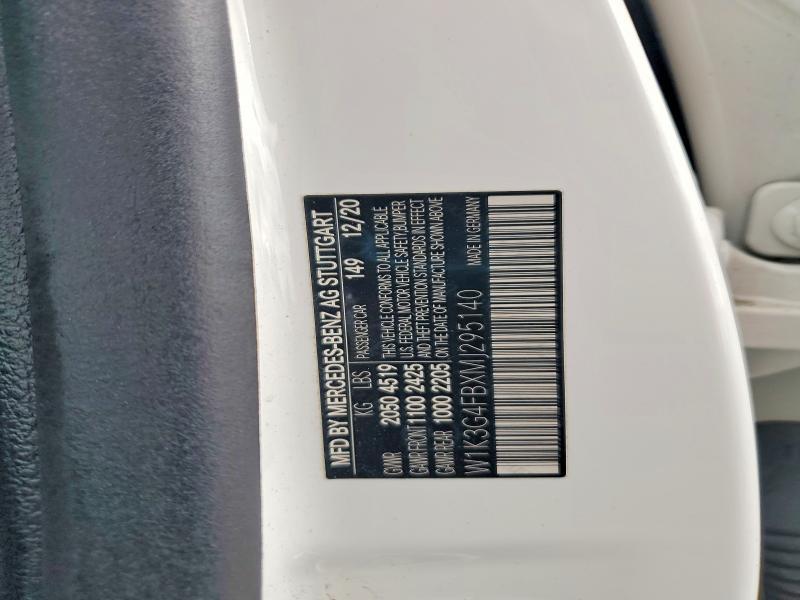 MFD BY MERCEDES-BENZ AG STUTTGART
KG LBS PASSENGER CAR 149 12/20
GVWR 2050 4519 THIS VEHICLE CONFORMS TO ALL APPLICABLE
U.S. FEDERAL MOTOR VEHICLE SAFETY BUMPER
GAWR FRONT 1100 2425 AND THEFT PREVENTION STANDARDS IN EFFECT
GAWR REAR 1000 2205 ON THE DATE OF MANUFACTURE SHOWN ABOVE
W1K3G4FBXMJ295140 MADE IN GERMANY